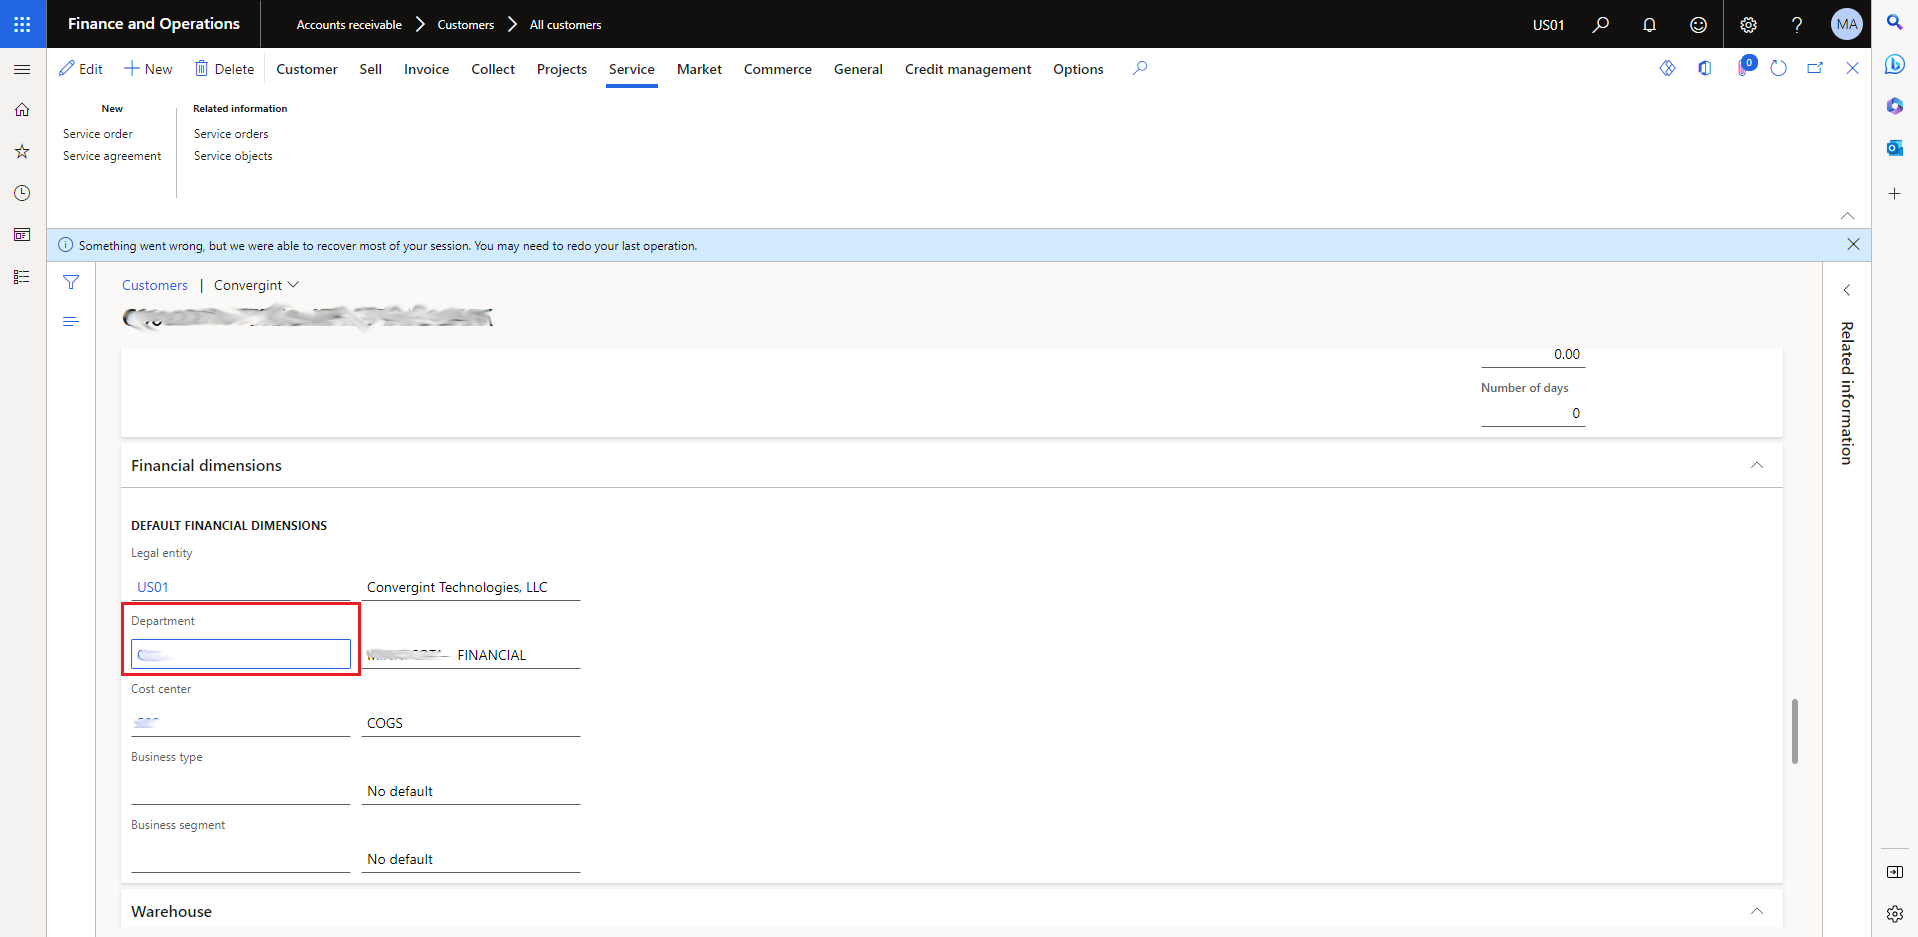 Finance and Operations
Accounts receivable
Customers
All customers
US01
MA
Edit
New
Delete
Customer
Sell
Invoice
Collect
Projects
Service
Market
Commerce
General
Credit management
Options
0
New
Service order
Service agreement
Related information
Service orders
Service objects
Something went wrong, but we were able to recover most of your session. You may need to redo your last operation.
Customers | Convergint
Related information
0.00
Number of days
0
Financial dimensions
DEFAULT FINANCIAL DIMENSIONS
Legal entity
US01
Convergint Technologies, LLC
Department
FINANCIAL
Cost center
COGS
Business type
No default
Business segment
No default
Warehouse